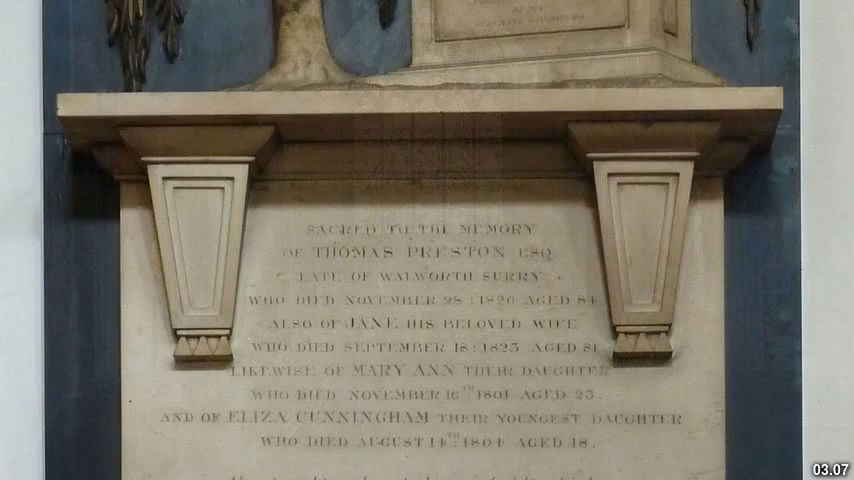 SACRED TO THE MEMORY
OF THOMAS PRESTON ESQ
LATE OF WALWORTH SURRY
WHO DIED NOVEMBER 28: 1826 AGED 84
ALSO OF JANE HIS BELOVED WIFE
WHO DIED SEPTEMBER 18: 1825 AGED 81
LIKEWISE OF MARY ANN THEIR DAUGHTER
WHO DIED NOVEMBER 16TH: 1801 AGED 23.
AND OF ELIZA CUNNINGHAM THEIR YOUNGEST DAUGHTER
WHO DIED AUGUST 14TH: 1804 AGED 18.
03.07